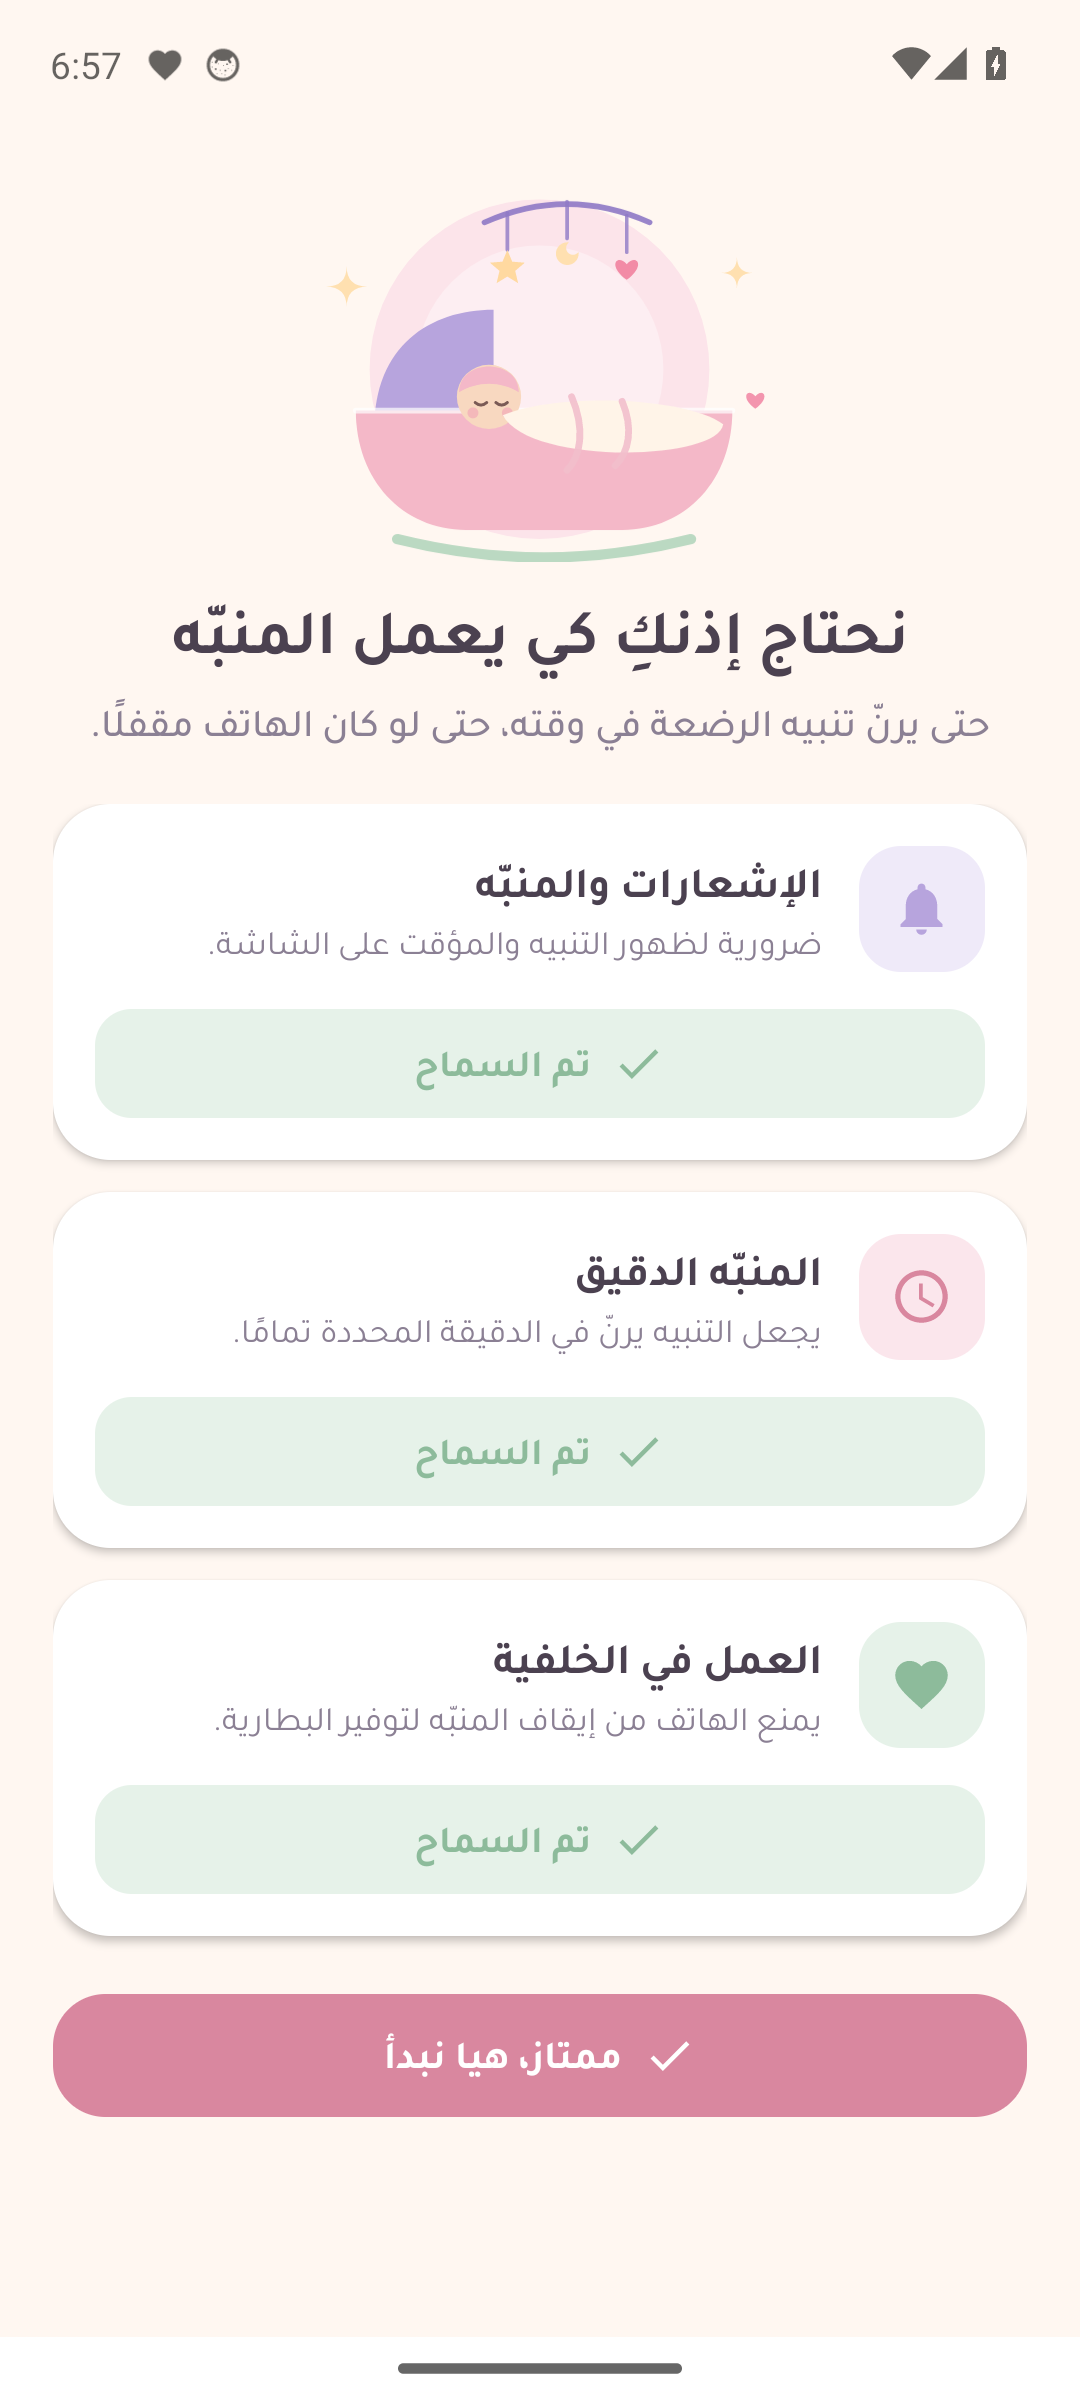 6:57
نحتاج إذنكِ كي يعمل المنبّه
حتى يرنّ تنبيه الرضعة في وقته، حتى لو كان الهاتف مقفلًا.
الإشعارات والمنبّه
ضرورية لظهور التنبيه والمؤقت على الشاشة.
تم السماح
المنبّه الدقيق
يجعل التنبيه يرنّ في الدقيقة المحددة تمامًا.
تم السماح
العمل في الخلفية
يمنع الهاتف من إيقاف المنبّه لتوفير البطارية.
تم السماح
ممتاز، هيا نبدأ